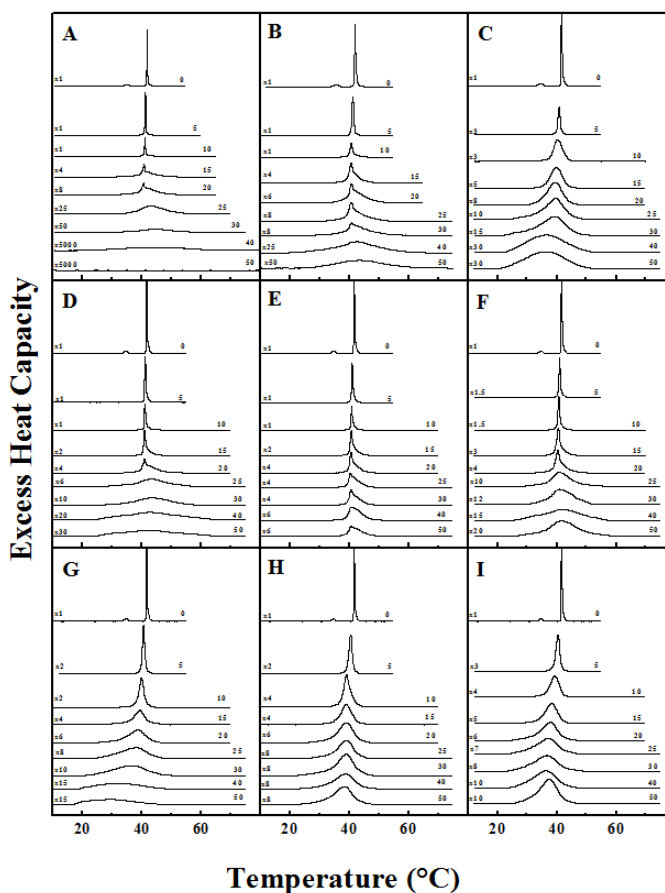 Excess Heat Capacity
A
x1 0
x1 5
x1 10
x4 15
x8 20
x25 25
x50 30
x5000 40
x5000 50
B
x1 0
x1 5
x1 10
x4 15
x6 20
x8 25
x8 30
x25 40
x50 50
C
x1 0
x3 5
x3 10
x5 15
x8 20
x10 25
x15 30
x30 40
x30 50
D
x1 0
x1 5
x1 10
x2 15
x4 20
x6 25
x10 30
x20 40
x30 50
E
x1 0
x1 5
x1 10
x2 15
x4 20
x4 25
x4 30
x6 40
x6 50
F
x1 0
x1.5 5
x1.5 10
x3 15
x4 20
x10 25
x12 30
x15 40
x20 50
G
x1 0
x2 5
x2 10
x4 15
x6 20
x8 25
x10 30
x15 40
x15 50
H
x1 0
x2 5
x4 10
x4 15
x6 20
x8 25
x8 30
x8 40
x8 50
I
x1 0
x3 5
x4 10
x5 15
x6 20
x7 25
x8 30
x10 40
x10 50
20 40 60 20 40 60 20 40 60
Temperature (°C)